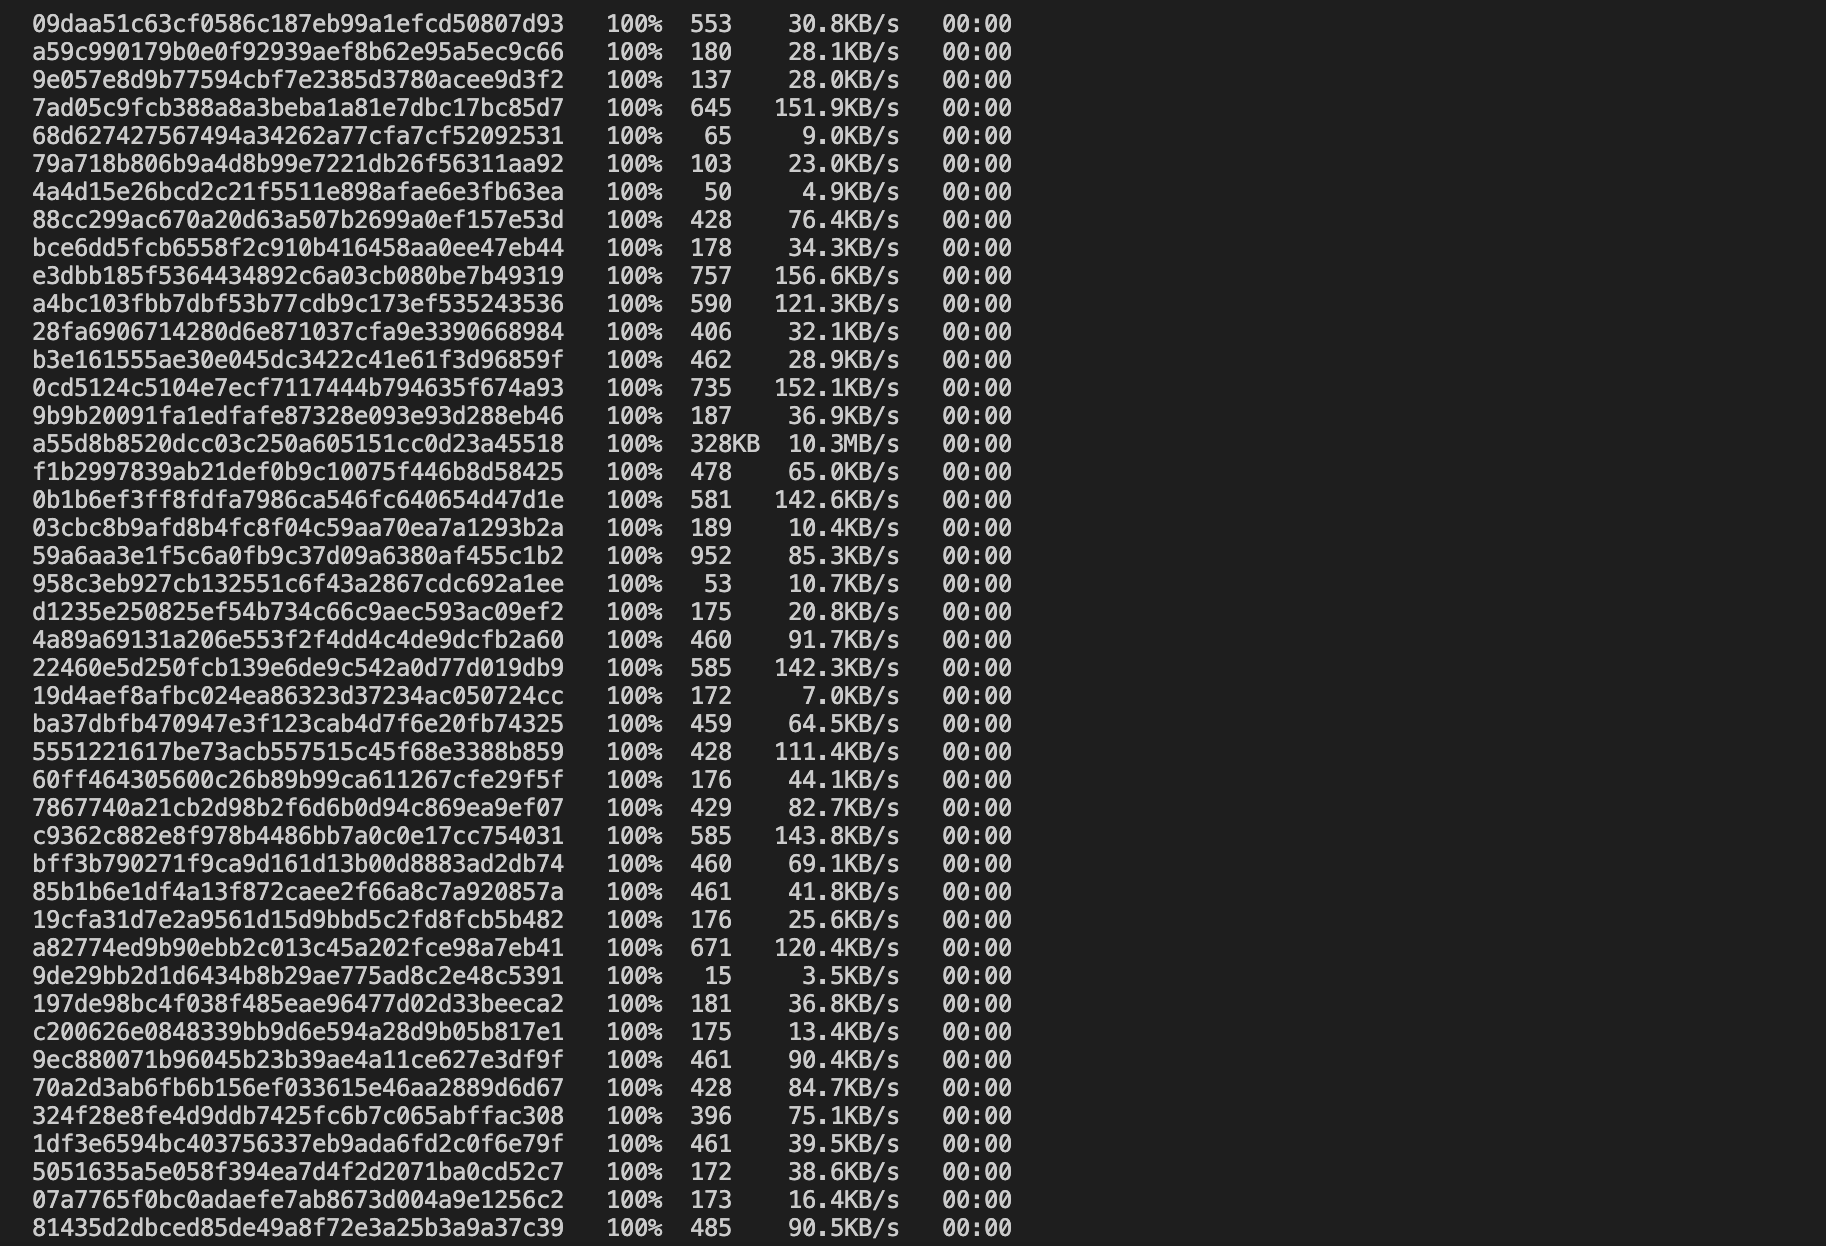 09daa51c63cf0586c187eb99a1efcd50807d93 100% 553 30.8KB/s 00:00
a59c990179b0e0f92939aef8b62e95a5ec9c66 100% 180 28.1KB/s 00:00
9e057e8d9b77594cbf7e2385d3780acee9d3f2 100% 137 28.0KB/s 00:00
7ad05c9fcb388a8a3beba1a81e7dbc17bc85d7 100% 645 151.9KB/s 00:00
68d627427567494a34262a77cfa7cf52092531 100% 65 9.0KB/s 00:00
79a718b806b9a4d8b99e7221db26f56311aa92 100% 103 23.0KB/s 00:00
4a4d15e26bcd2c21f5511e898afae6e3fb63ea 100% 50 4.9KB/s 00:00
88cc299ac670a20d63a507b2699a0ef157e53d 100% 428 76.4KB/s 00:00
bce6dd5fcb6558f2c910b416458aa0ee47eb44 100% 178 34.3KB/s 00:00
e3dbb185f5364434892c6a03cb080be7b49319 100% 757 156.6KB/s 00:00
a4bc103fbb7dbf53b77cdb9c173ef535243536 100% 590 121.3KB/s 00:00
28fa6906714280d6e871037cfa9e3390668984 100% 406 32.1KB/s 00:00
b3e161555ae30e045dc3422c41e61f3d96859f 100% 462 28.9KB/s 00:00
0cd5124c5104e7ecf7117444b794635f674a93 100% 735 152.1KB/s 00:00
9b9b20091fa1edfafe87328e093e93d288eb46 100% 187 36.9KB/s 00:00
a55d8b8520dcc03c250a605151cc0d23a45518 100% 328KB 10.3MB/s 00:00
f1b2997839ab21def0b9c10075f446b8d58425 100% 478 65.0KB/s 00:00
0b1b6ef3ff8fdfa7986ca546fc640654d47d1e 100% 581 142.6KB/s 00:00
03cbc8b9afd8b4fc8f04c59aa70ea7a1293b2a 100% 189 10.4KB/s 00:00
59a6aa3e1f5c6a0fb9c37d09a6380af455c1b2 100% 952 85.3KB/s 00:00
958c3eb927cb132551c6f43a2867cdc692a1ee 100% 53 10.7KB/s 00:00
d1235e250825ef54b734c66c9aec593ac09ef2 100% 175 20.8KB/s 00:00
4a89a69131a206e553f2f4dd4c4de9dcfb2a60 100% 460 91.7KB/s 00:00
22460e5d250fcb139e6de9c542a0d77d019db9 100% 585 142.3KB/s 00:00
19d4aef8afbc024ea86323d37234ac050724cc 100% 172 7.0KB/s 00:00
ba37dbfb470947e3f123cab4d7f6e20fb74325 100% 459 64.5KB/s 00:00
5551221617be73acb557515c45f68e3388b859 100% 428 111.4KB/s 00:00
60ff464305600c26b89b99ca611267cfe29f5f 100% 176 44.1KB/s 00:00
7867740a21cb2d98b2f6d6b0d94c869ea9ef07 100% 429 82.7KB/s 00:00
c9362c882e8f978b4486bb7a0c0e17cc754031 100% 585 143.8KB/s 00:00
bff3b790271f9ca9d161d13b00d8883ad2db74 100% 460 69.1KB/s 00:00
85b1b6e1df4a13f872caee2f66a8c7a920857a 100% 461 41.8KB/s 00:00
19cfa31d7e2a9561d15d9bbd5c2fd8fcb5b482 100% 176 25.6KB/s 00:00
a82774ed9b90ebb2c013c45a202fce98a7eb41 100% 671 120.4KB/s 00:00
9de29bb2d1d6434b8b29ae775ad8c2e48c5391 100% 15 3.5KB/s 00:00
197de98bc4f038f485eae96477d02d33beeca2 100% 181 36.8KB/s 00:00
c200626e0848339bb9d6e594a28d9b05b817e1 100% 175 13.4KB/s 00:00
9ec880071b96045b23b39ae4a11ce627e3df9f 100% 461 90.4KB/s 00:00
70a2d3ab6fb6b156ef033615e46aa2889d6d67 100% 428 84.7KB/s 00:00
324f28e8fe4d9ddb7425fc6b7c065abffac308 100% 396 75.1KB/s 00:00
1df3e6594bc403756337eb9ada6fd2c0f6e79f 100% 461 39.5KB/s 00:00
5051635a5e058f394ea7d4f2d2071ba0cd52c7 100% 172 38.6KB/s 00:00
07a7765f0bc0adaefe7ab8673d004a9e1256c2 100% 173 16.4KB/s 00:00
81435d2dbced85de49a8f72e3a25b3a9a37c39 100% 485 90.5KB/s 00:00